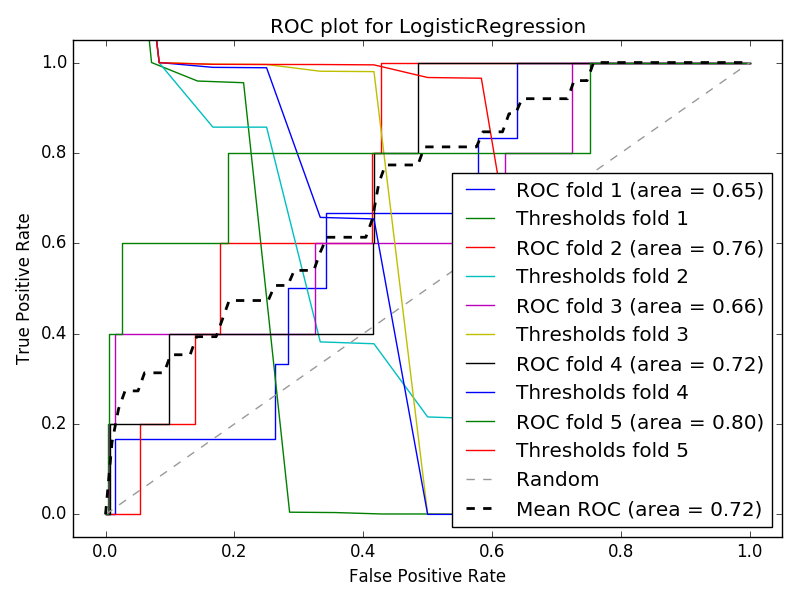 ROC plot for LogisticRegression
1.0
0.8
0.6
0.4
0.2
0.0
True Positive Rate
ROC fold 1 (area = 0.65)
Thresholds fold 1
ROC fold 2 (area = 0.76)
Thresholds fold 2
ROC fold 3 (area = 0.66)
Thresholds fold 3
ROC fold 4 (area = 0.72)
Thresholds fold 4
ROC fold 5 (area = 0.80)
Thresholds fold 5
Random
Mean ROC (area = 0.72)
0.0 0.2 0.4 0.6 0.8 1.0
False Positive Rate